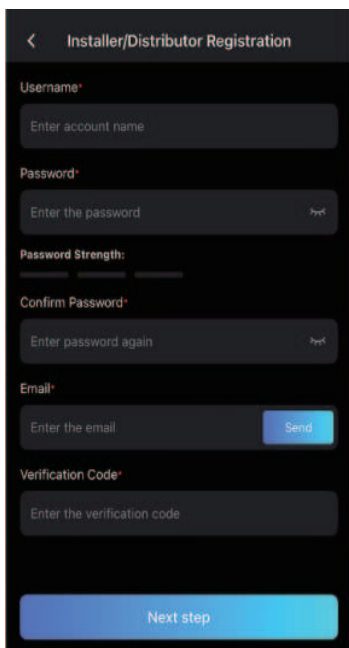 Installer/Distributor Registration
Username*
Enter account name
Password*
Enter the password
Password Strength:
Confirm Password*
Enter password again
Email*
Enter the email
Send
Verification Code*
Enter the verification code
Next step